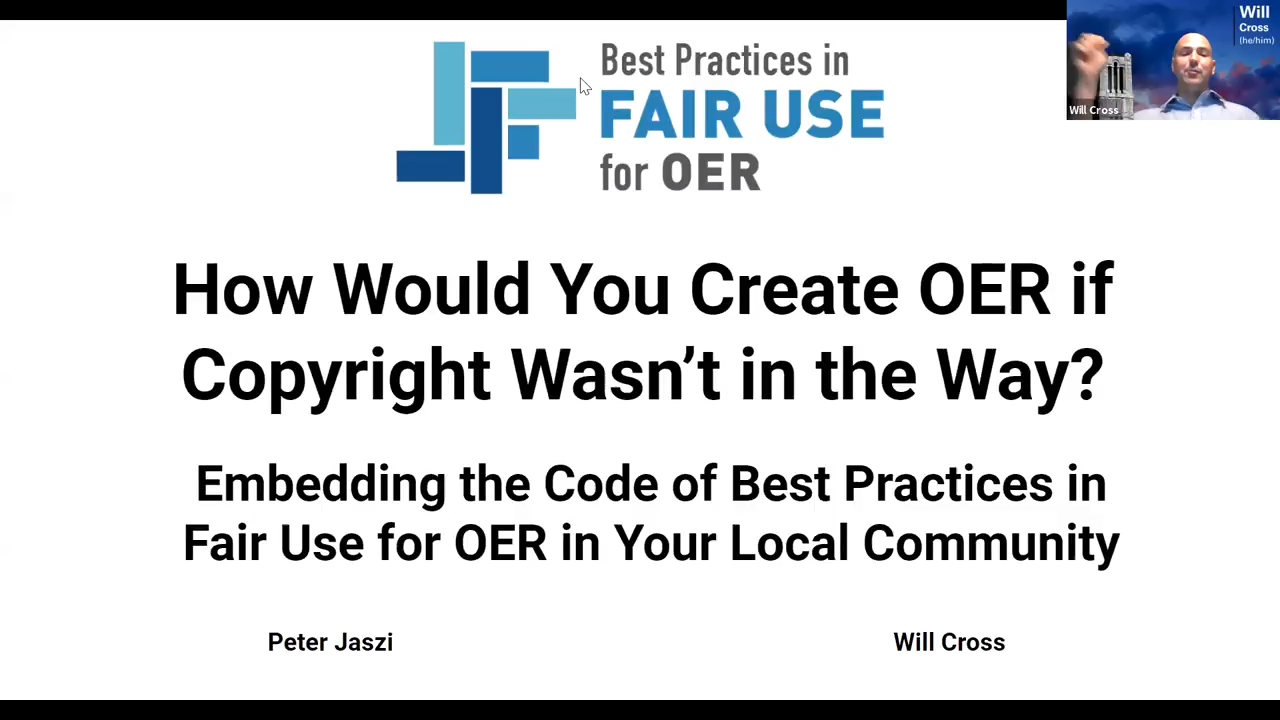 Best Practices in
FAIR USE
for OER
Will
Cross
(he/him)
Will Cross
How Would You Create OER if
Copyright Wasn’t in the Way?
Embedding the Code of Best Practices in
Fair Use for OER in Your Local Community
Peter Jaszi
Will Cross